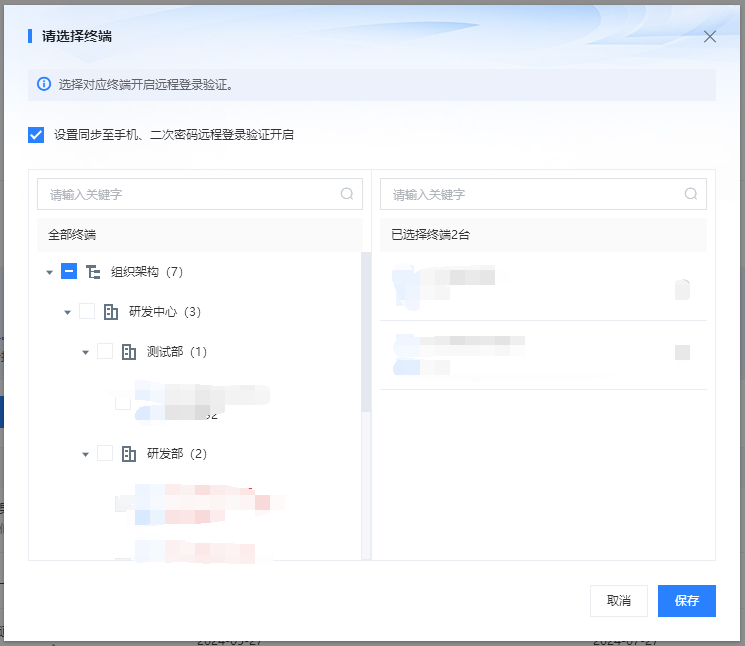 请选择终端
选择对应终端开启远程登录验证。
设置同步至手机、二次密码远程登录验证开启
请输入关键字
请输入关键字
全部终端
已选择终端2台
组织架构（7）
研发中心（3）
测试部（1）
研发部（2）
取消
保存